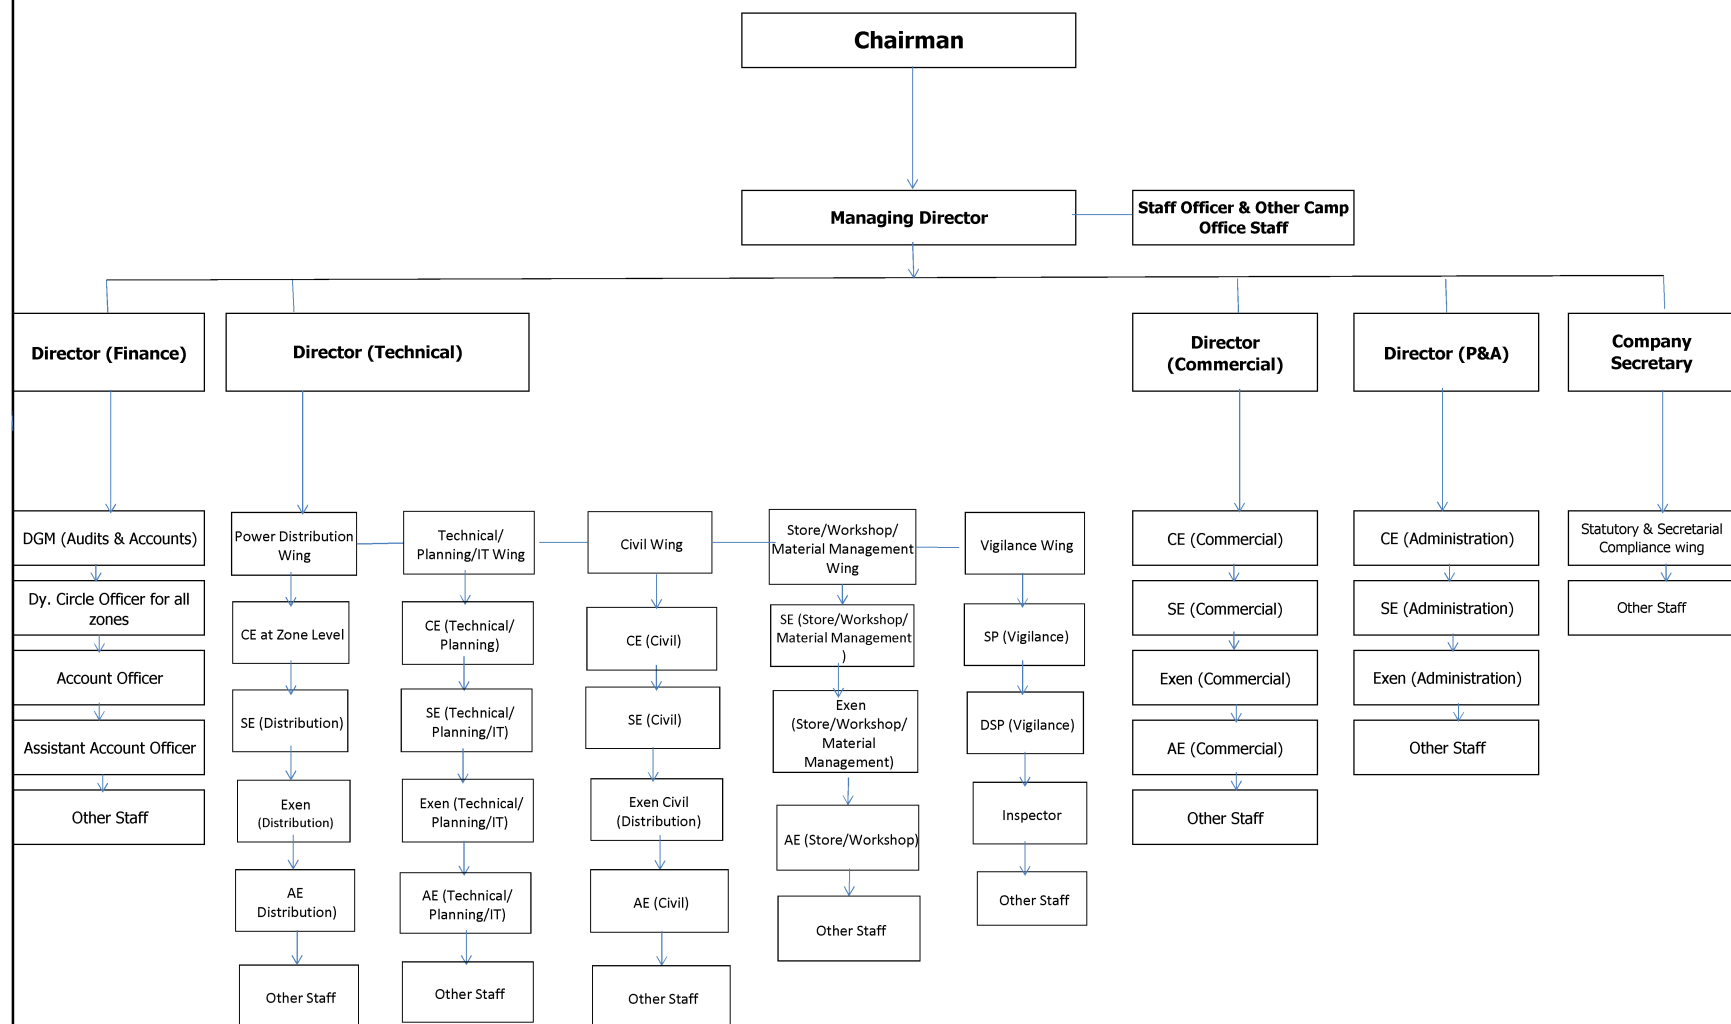 Chairman
Managing Director
Staff Officer & Other Camp
Office Staff
Director (Finance)
Director (Technical)
Director
(Commercial)
Director (P&A)
Company
Secretary
DGM (Audits & Accounts)
Dy. Circle Officer for all
zones
Account Officer
Assistant Account Officer
Other Staff
Power Distribution
Wing
CE at Zone Level
SE (Distribution)
Exen
(Distribution)
AE
Distribution)
Other Staff
Technical/
Planning/IT Wing
CE (Technical/
Planning)
SE (Technical/
Planning/IT)
Exen (Technical/
Planning/IT)
AE (Technical/
Planning/IT)
Other Staff
Civil Wing
CE (Civil)
SE (Civil)
Exen Civil
(Distribution)
AE (Civil)
Other Staff
Store/Workshop/
Material Management
Wing
SE (Store/Workshop/
Material Management
)
Exen
(Store/Workshop/
Material
Management)
AE (Store/Workshop)
Other Staff
Vigilance Wing
SP (Vigilance)
DSP (Vigilance)
Inspector
Other Staff
CE (Commercial)
SE (Commercial)
Exen (Commercial)
AE (Commercial)
Other Staff
CE (Administration)
SE (Administration)
Exen (Administration)
Other Staff
Statutory & Secretarial
Compliance wing
Other Staff